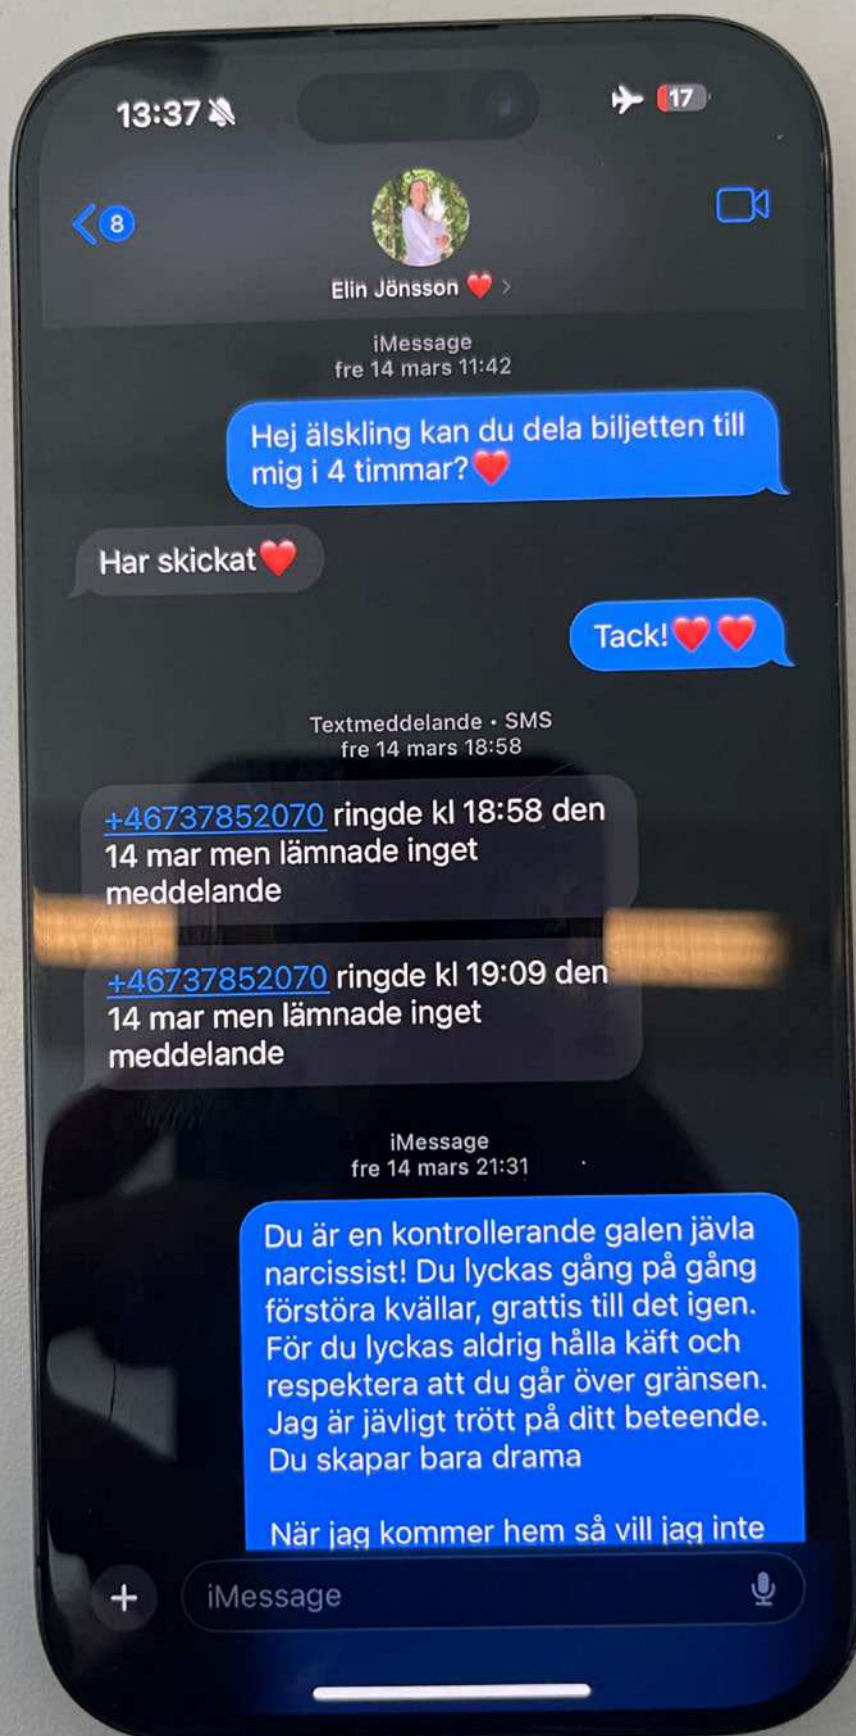 13:37
17
8
Elin Jönsson ❤️ >
iMessage
fre 14 mars 11:42
Hej älskling kan du dela biljetten till
mig i 4 timmar?❤️
Har skickat❤️
Tack!❤️❤️
Textmeddelande • SMS
fre 14 mars 18:58
+46737852070 ringde kl 18:58 den
14 mar men lämnade inget
meddelande
+46737852070 ringde kl 19:09 den
14 mar men lämnade inget
meddelande
iMessage
fre 14 mars 21:31
Du är en kontrollerande galen jävla
narcissist! Du lyckas gång på gång
förstöra kvällar, grattis till det igen.
För du lyckas aldrig hålla käft och
respektera att du går över gränsen.
Jag är jävligt trött på ditt beteende.
Du skapar bara drama
När jag kommer hem så vill jag inte
iMessage